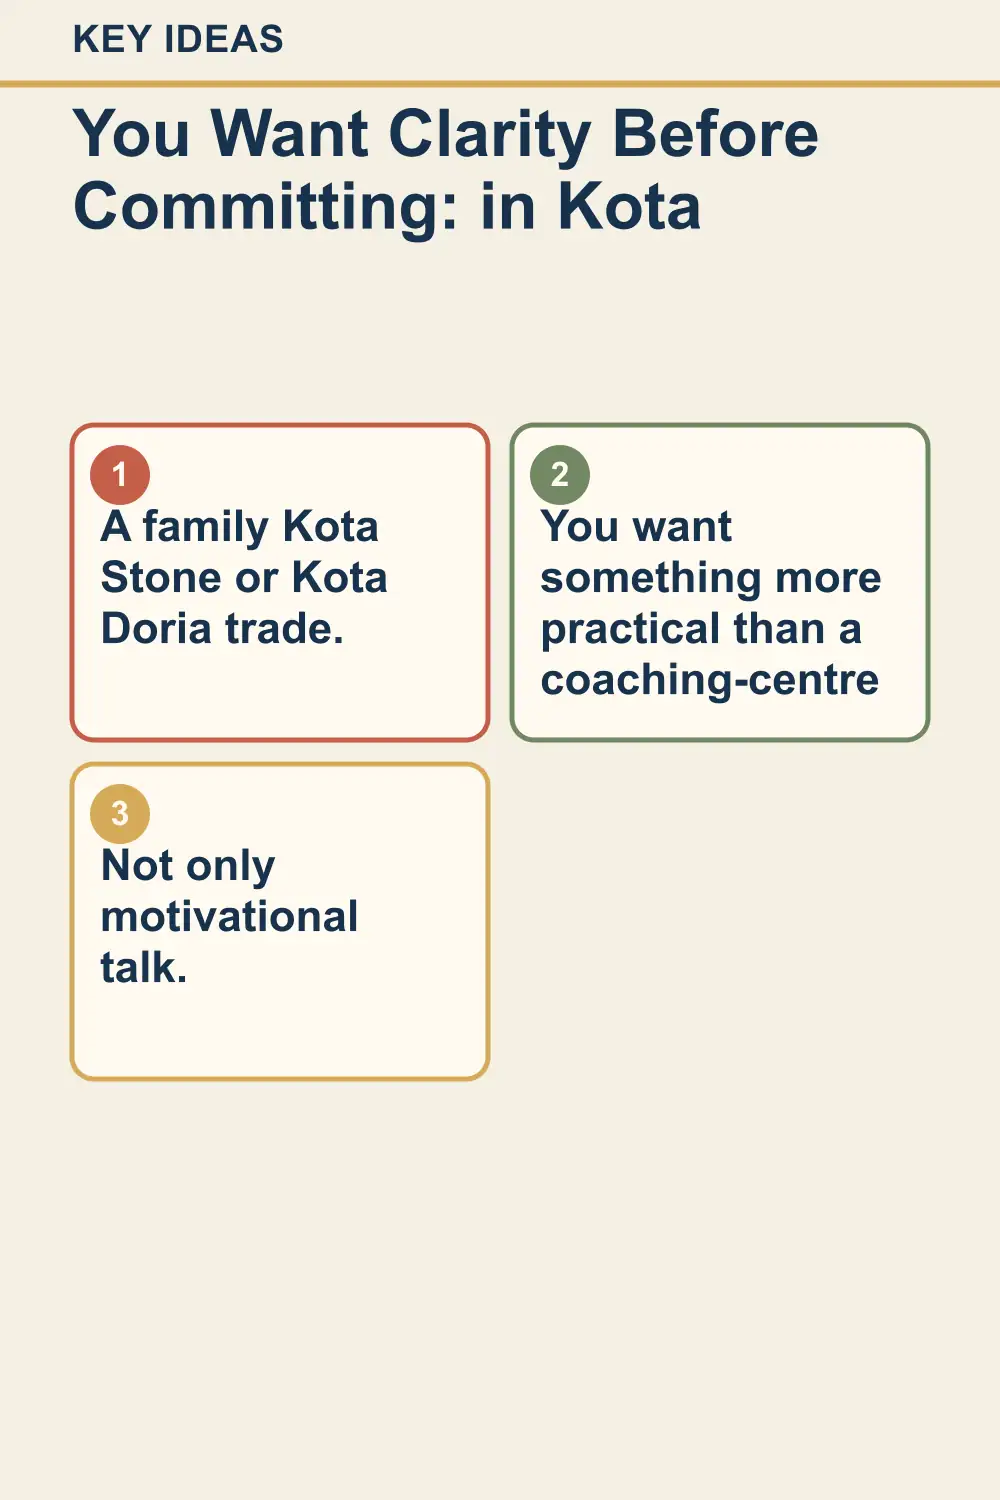 KEY IDEAS
You Want Clarity Before
Committing: in Kota
1
A family Kota
Stone or Kota
Doria trade.
2
You want
something more
practical than a
coaching-centre
3
Not only
motivational
talk.